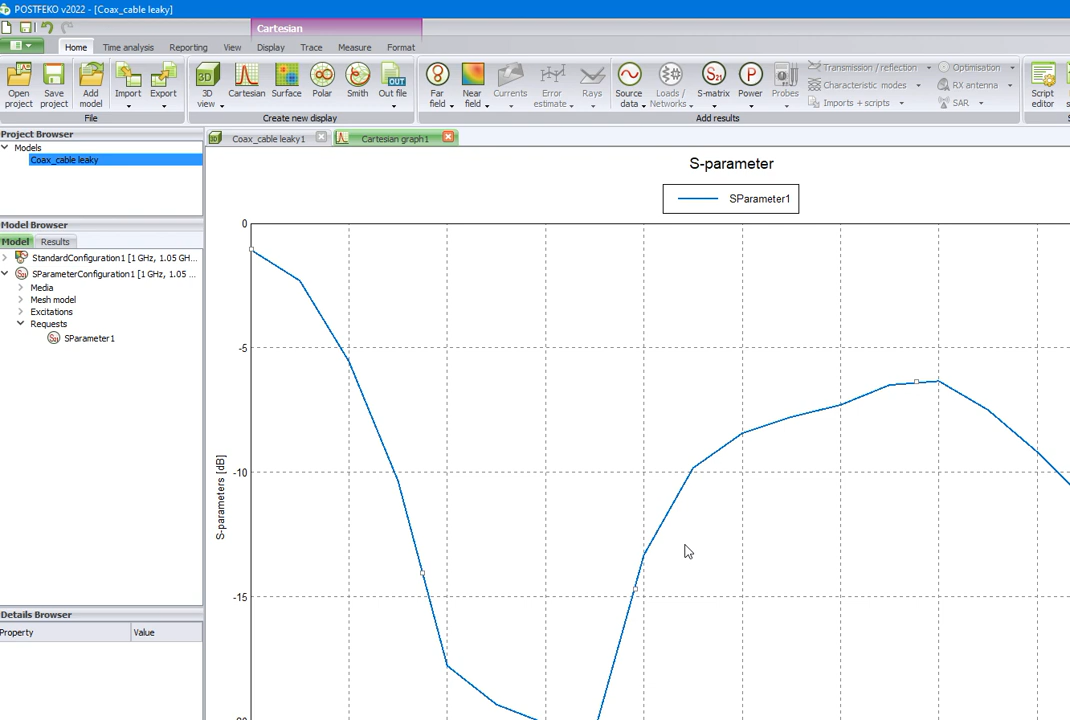 POSTFEKO v2022 - [Coax_cable leaky]
Cartesian
Home Time analysis Reporting View Display Trace Measure Format
Open project
Save project
Add model
Import
Export
File
3D view
Cartesian
Surface
Polar
Smith
Out file
Create new display
Far field
Near field
Currents
Error estimate
Rays
Source data
Loads / Networks
S-matrix
Power
Probes
Transmission / reflection
Characteristic modes
Imports + scripts
Optimisation
RX antenna
SAR
Add results
Script editor
Project Browser
Models
Coax_cable leaky
Model Browser
Model Results
StandardConfiguration1 [1 GHz, 1.05 GH...
SParameterConfiguration1 [1 GHz, 1.05 ...
Media
Mesh model
Excitations
Requests
SParameter1
Details Browser
Property Value
Coax_cable leaky1
Cartesian graph1
S-parameter
SParameter1
S-parameters [dB]
0
-5
-10
-15